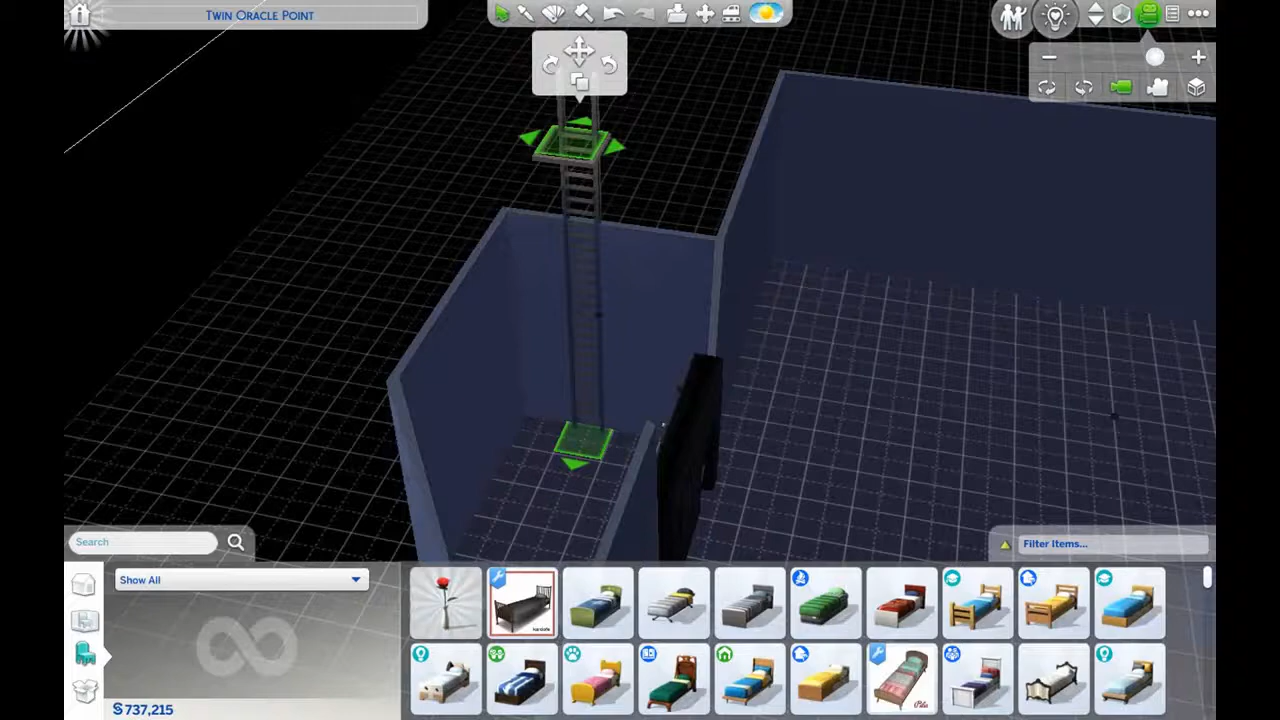 TWIN ORACLE POINT
Search
Filter Items...
Show All
§737,215